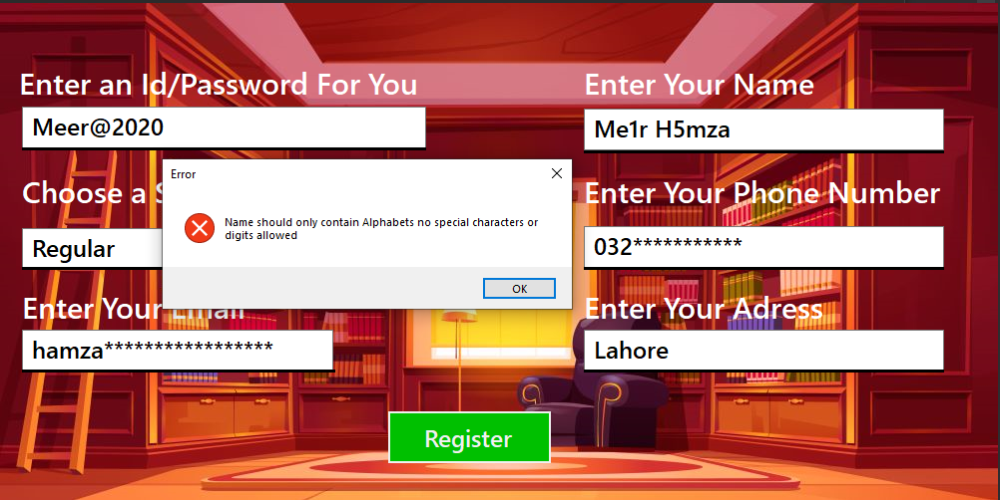 Enter an Id/Password For You
Meer@2020
Enter Your Name
Me1r H5mza
Choose a
Regular
Enter Your Phone Number
032***********
Error
Name should only contain Alphabets no special characters or
digits allowed
OK
Enter Your Email
hamza*****************
Enter Your Adress
Lahore
Register